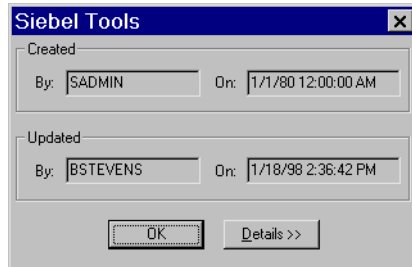 Siebel Tools
Created
By: SADMIN On: 1/1/80 12:00:00 AM
Updated
By: BSTEVENS On: 1/18/98 2:36:42 PM
OK Details >>